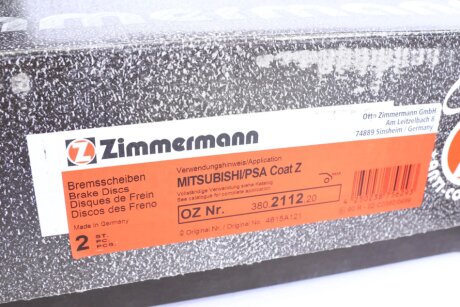 Zimmermann
Otto Zimmermann GmbH
Am Leitzelbach 8
74889 Sinsheim / Germany
Bremsscheiben
Brake Discs
Disques de Frein
Discos des Freno
Made in Germany
2 ST. PC. PCS.
Verwendungshinweis/Application
MITSUBISHI/PSA Coat Z
Vollständige Verwendung siehe Katalog
See catalogue for complete application
OZ Nr. 380.2112.20
Original Nr. / Original No. 4615A121